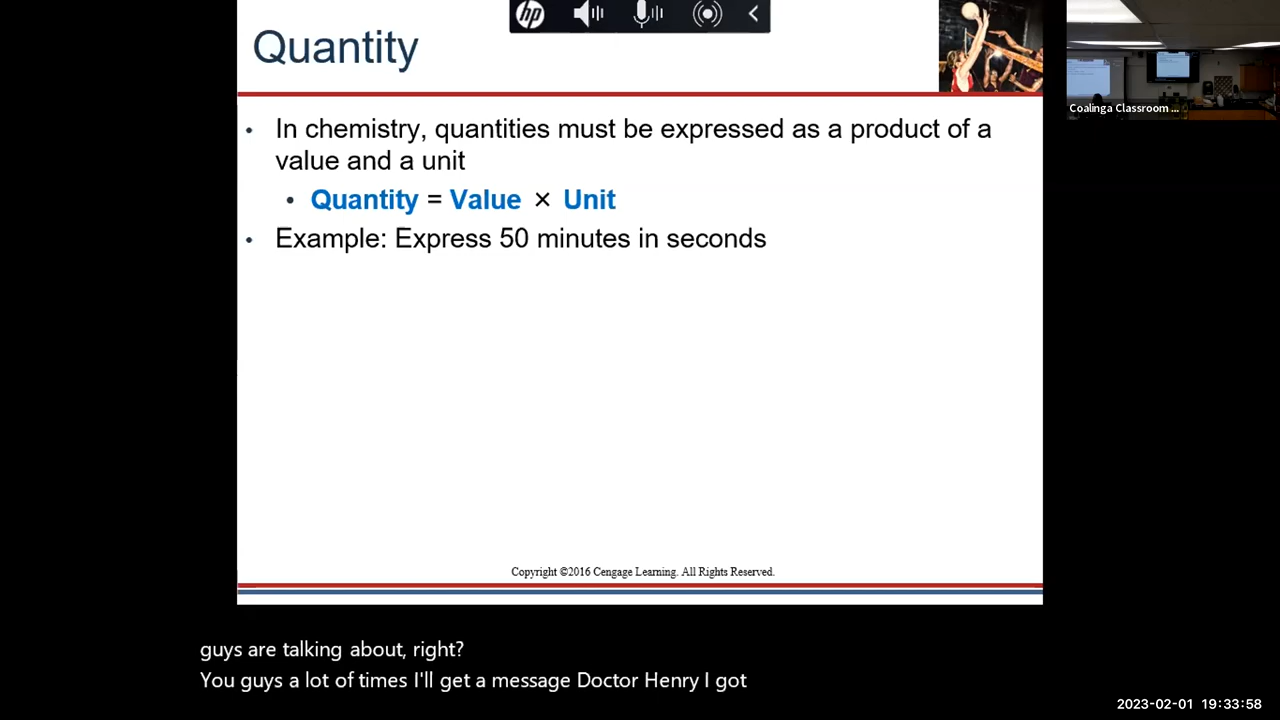 hp
Quantity
Coalinga Classroom ...
• In chemistry, quantities must be expressed as a product of a
value and a unit
• Quantity = Value × Unit
• Example: Express 50 minutes in seconds
Copyright ©2016 Cengage Learning. All Rights Reserved.
guys are talking about, right?
You guys a lot of times I'll get a message Doctor Henry I got
2023-02-01 19:33:58